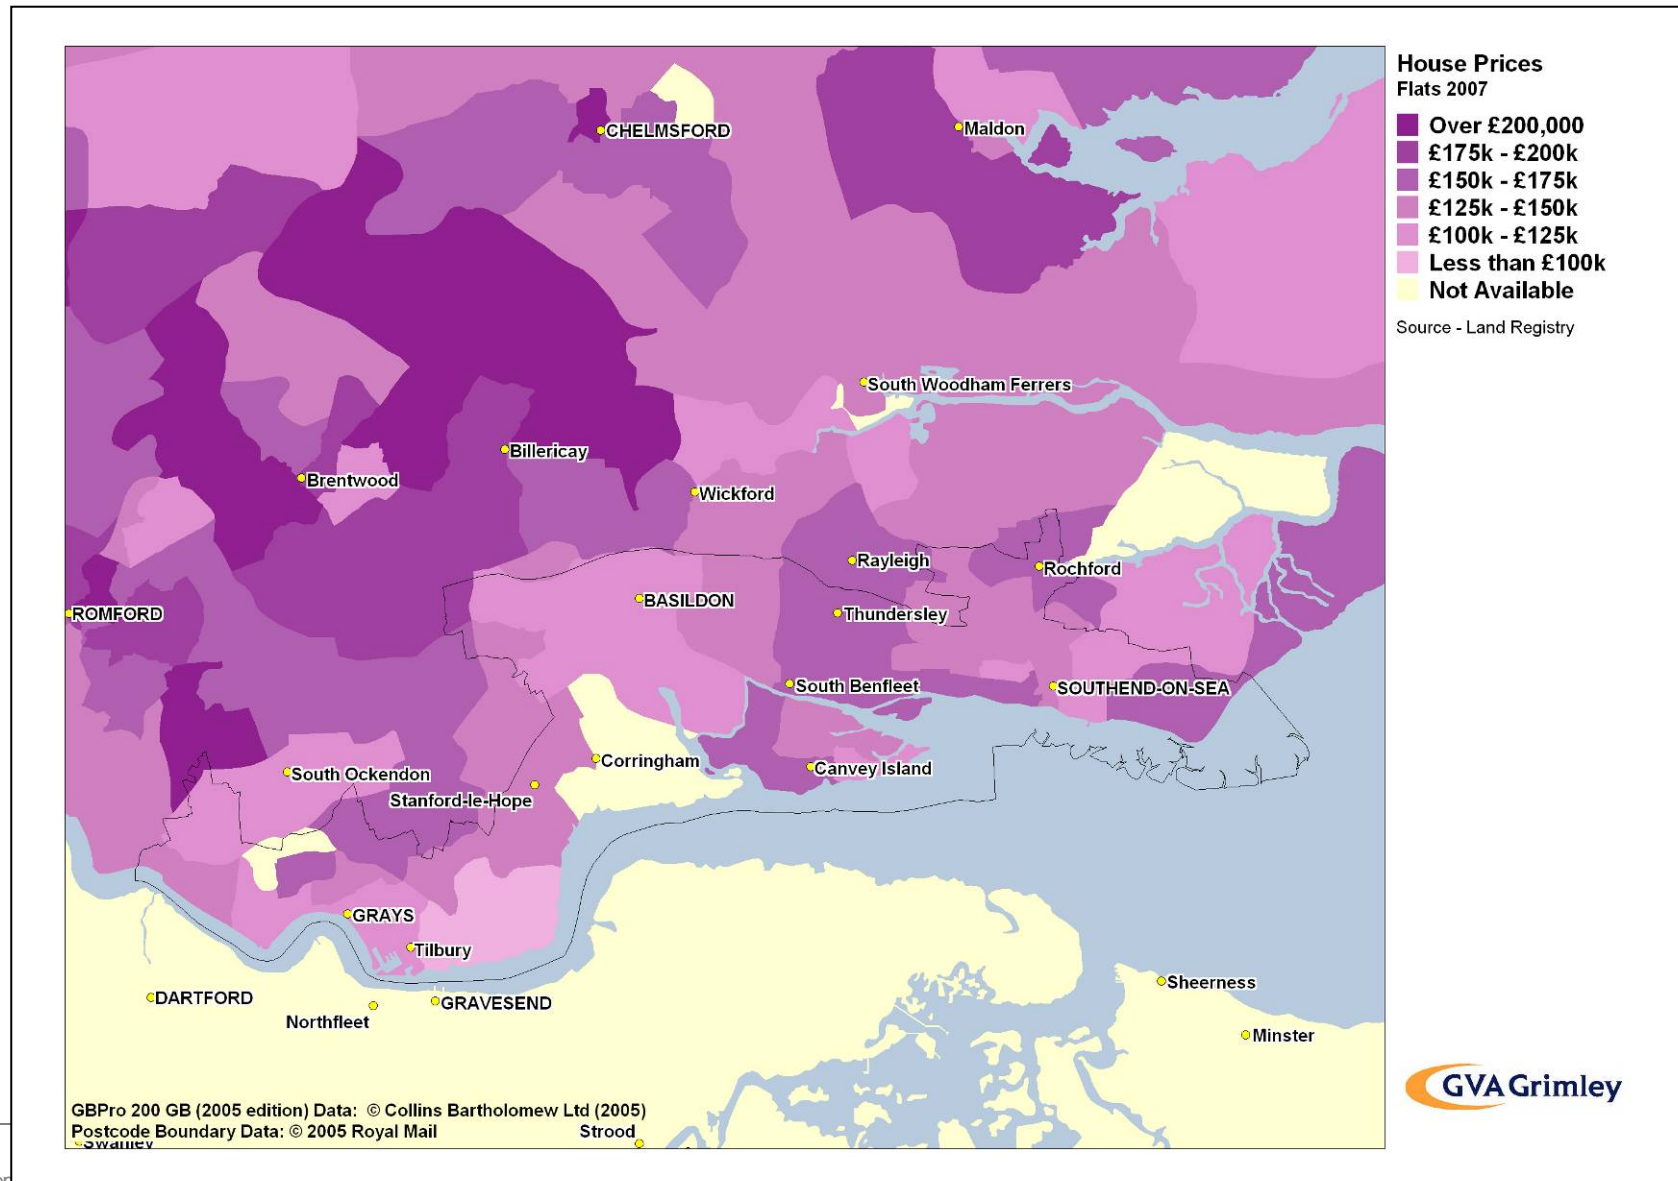 House Prices
Flats 2007
Over £200,000
£175k - £200k
£150k - £175k
£125k - £150k
£100k - £125k
Less than £100k
Not Available
Source - Land Registry
CHELMSFORD
Maldon
South Woodham Ferrers
Billericay
Brentwood
Wickford
Rayleigh
Rochford
BASILDON
ROMFORD
Thundersley
South Benfleet
SOUTHEND-ON-SEA
Corringham
Canvey Island
South Ockendon
Stanford-le-Hope
GRAYS
Tilbury
DARTFORD
GRAVESEND
Northfleet
Sheerness
Minster
GVA Grimley
GBPro 200 GB (2005 edition) Data: © Collins Bartholomew Ltd (2005)
Postcode Boundary Data: © 2005 Royal Mail
Strood
Swanley